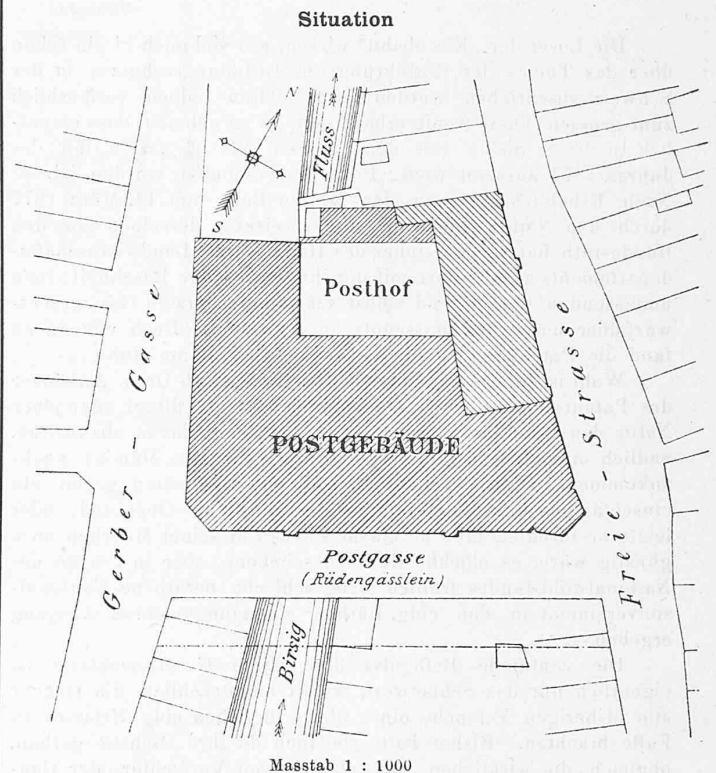 Situation
N
S
Fluss
Posthof
POSTGEBÄUDE
Gerber - Gasse
Freie - Strasse
Postgasse
(Rüdengässlein)
Birsig
Masstab 1 : 1000